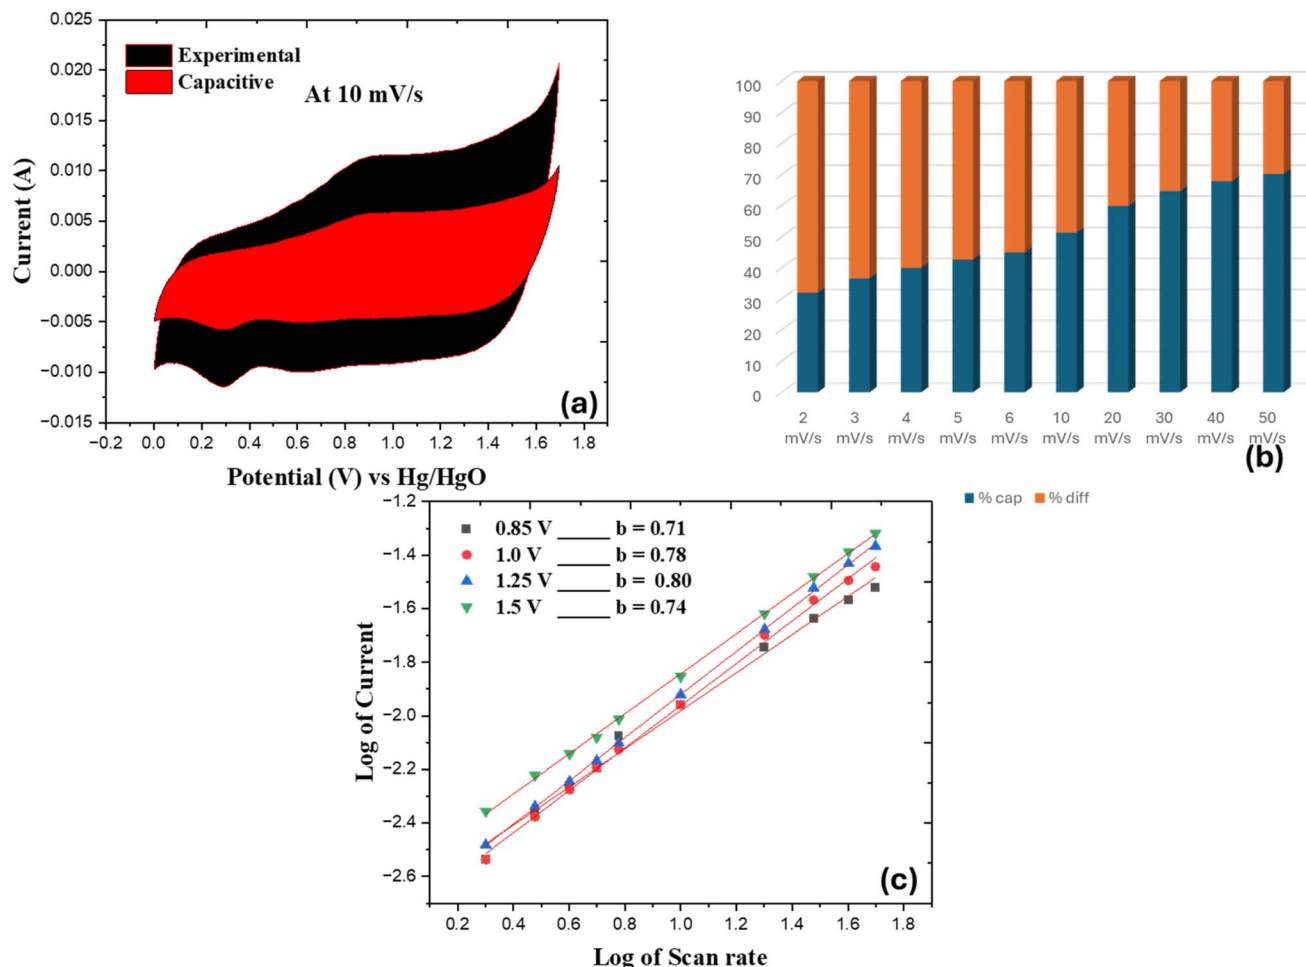 0.025
0.020
0.015
0.010
0.005
0.000
−0.005
−0.010
−0.015
Current (A)
Experimental
Capacitive
At 10 mV/s
(a)
−0.2 0.0 0.2 0.4 0.6 0.8 1.0 1.2 1.4 1.6 1.8
Potential (V) vs Hg/HgO
100
90
80
70
60
50
40
30
20
10
0
2 3 4 5 6 10 20 30 40 50
mV/s mV/s mV/s mV/s mV/s mV/s mV/s mV/s mV/s mV/s
(b)
% cap % diff
−1.2
−1.4
−1.6
−1.8
−2.0
−2.2
−2.4
−2.6
Log of Current
0.85 V b = 0.71
1.0 V b = 0.78
1.25 V b = 0.80
1.5 V b = 0.74
(c)
0.2 0.4 0.6 0.8 1.0 1.2 1.4 1.6 1.8
Log of Scan rate